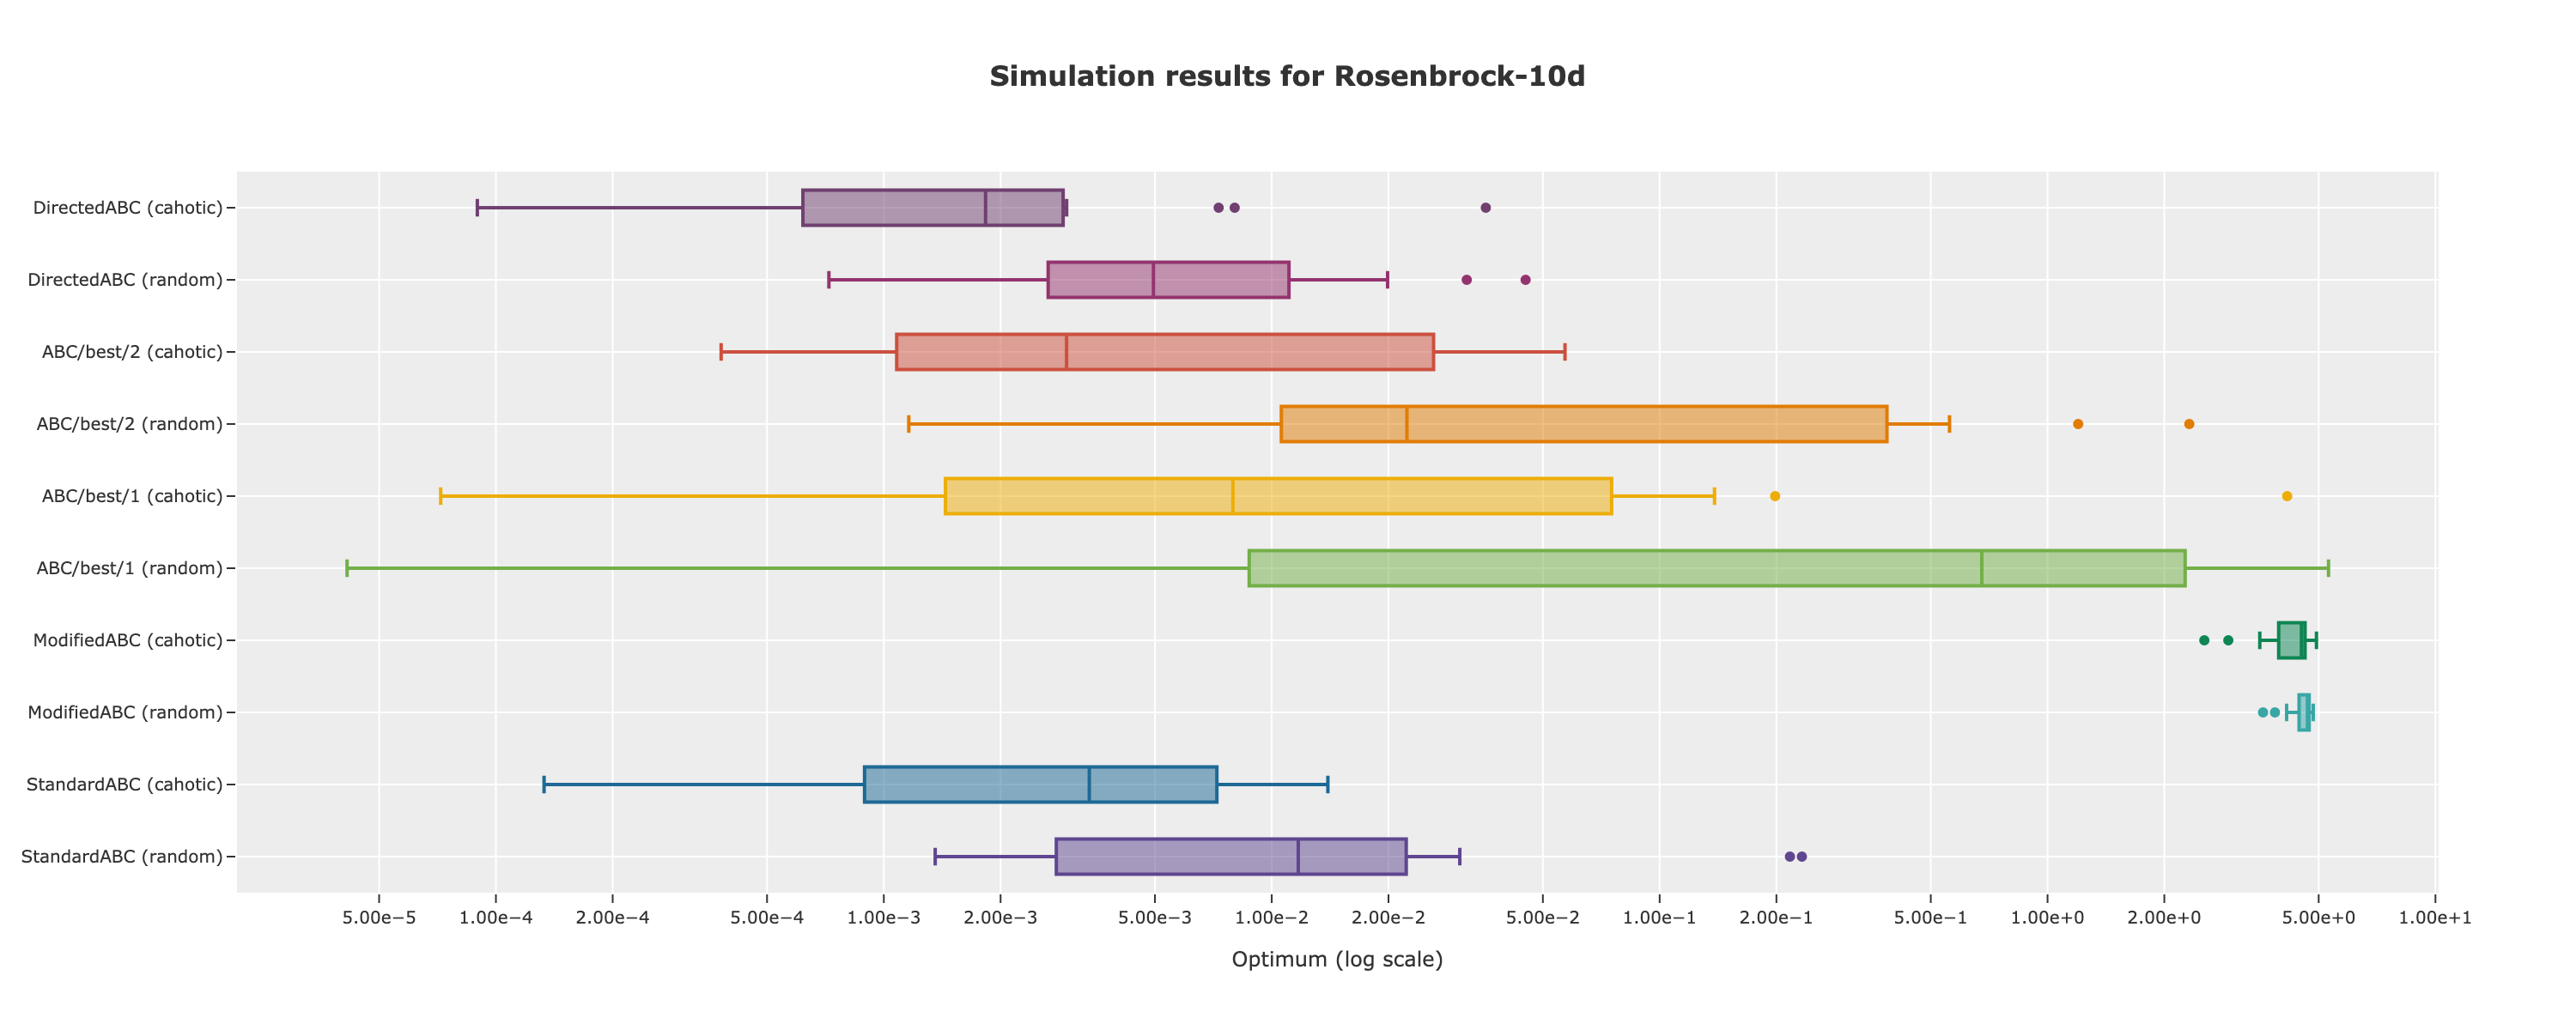 Simulation results for Rosenbrock-10d
DirectedABC (cahotic)
DirectedABC (random)
ABC/best/2 (cahotic)
ABC/best/2 (random)
ABC/best/1 (cahotic)
ABC/best/1 (random)
ModifiedABC (cahotic)
ModifiedABC (random)
StandardABC (cahotic)
StandardABC (random)
5.00e−5 1.00e−4 2.00e−4 5.00e−4 1.00e−3 2.00e−3 5.00e−3 1.00e−2 2.00e−2 5.00e−2 1.00e−1 2.00e−1 5.00e−1 1.00e+0 2.00e+0 5.00e+0 1.00e+1
Optimum (log scale)